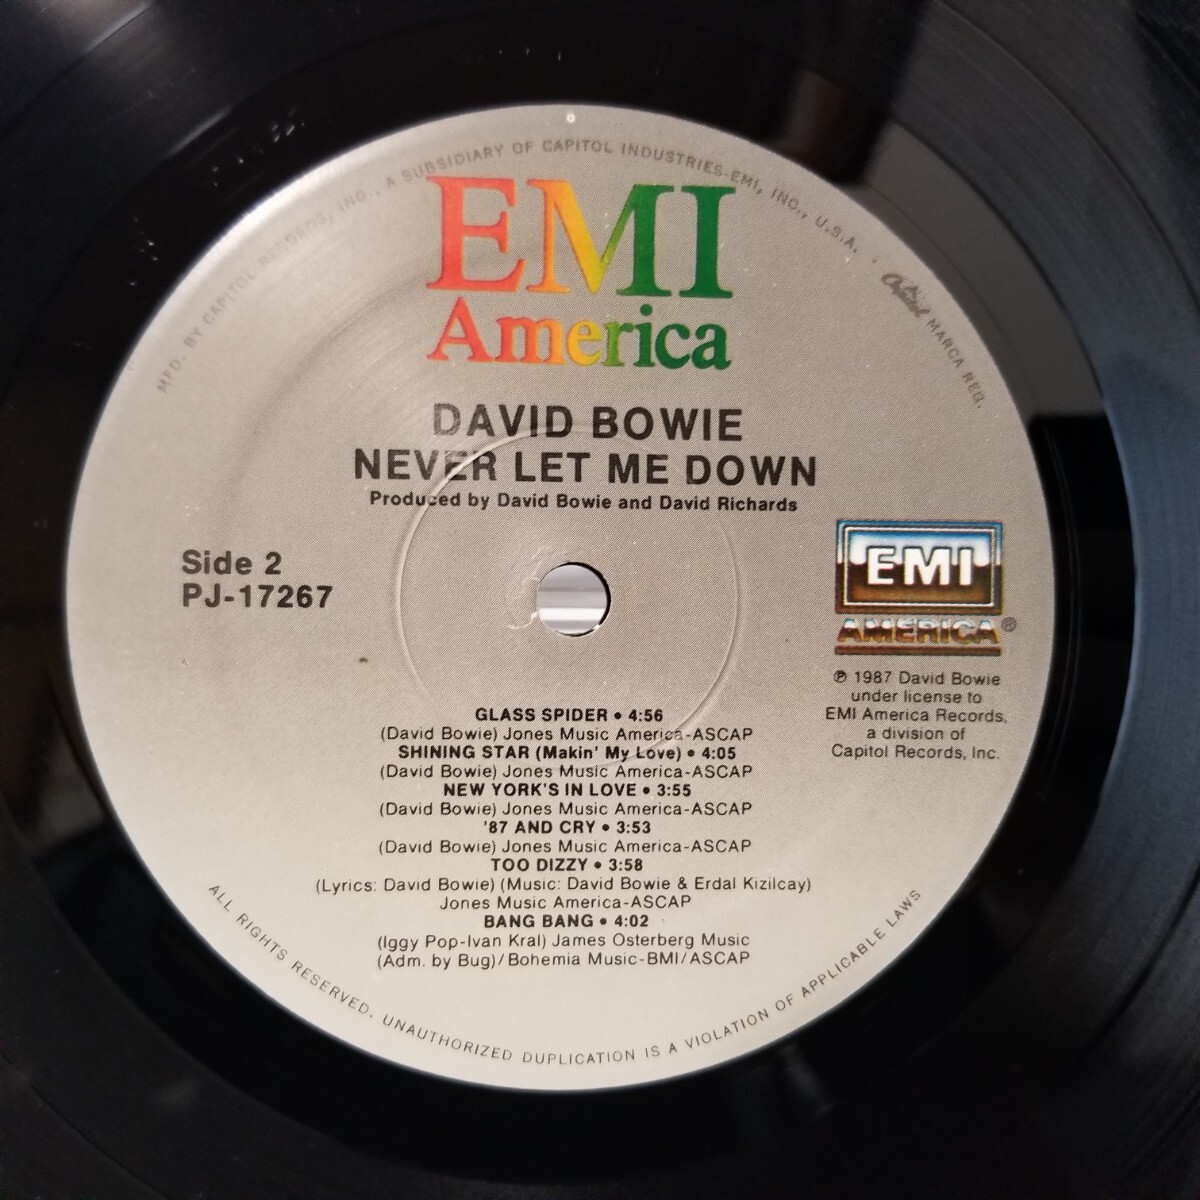 MFD. BY CAPITOL RECORDS, INC., A SUBSIDIARY OF CAPITOL INDUSTRIES-EMI, INC., U.S.A. · Capitol MARCA REG.
EMI
America
DAVID BOWIE
NEVER LET ME DOWN
Produced by David Bowie and David Richards
Side 2
PJ-17267
EMI
AMERICA®
℗ 1987 David Bowie
under license to
EMI America Records,
a division of
Capitol Records, Inc.
GLASS SPIDER • 4:56
(David Bowie) Jones Music America-ASCAP
SHINING STAR (Makin' My Love) • 4:05
(David Bowie) Jones Music America-ASCAP
NEW YORK'S IN LOVE • 3:55
(David Bowie) Jones Music America-ASCAP
'87 AND CRY • 3:53
(David Bowie) Jones Music America-ASCAP
TOO DIZZY • 3:58
(Lyrics: David Bowie) (Music: David Bowie & Erdal Kizilcay)
Jones Music America-ASCAP
BANG BANG • 4:02
(Iggy Pop-Ivan Kral) James Osterberg Music
(Adm. by Bug)/Bohemia Music-BMI/ASCAP
ALL RIGHTS RESERVED. UNAUTHORIZED DUPLICATION IS A VIOLATION OF APPLICABLE LAWS